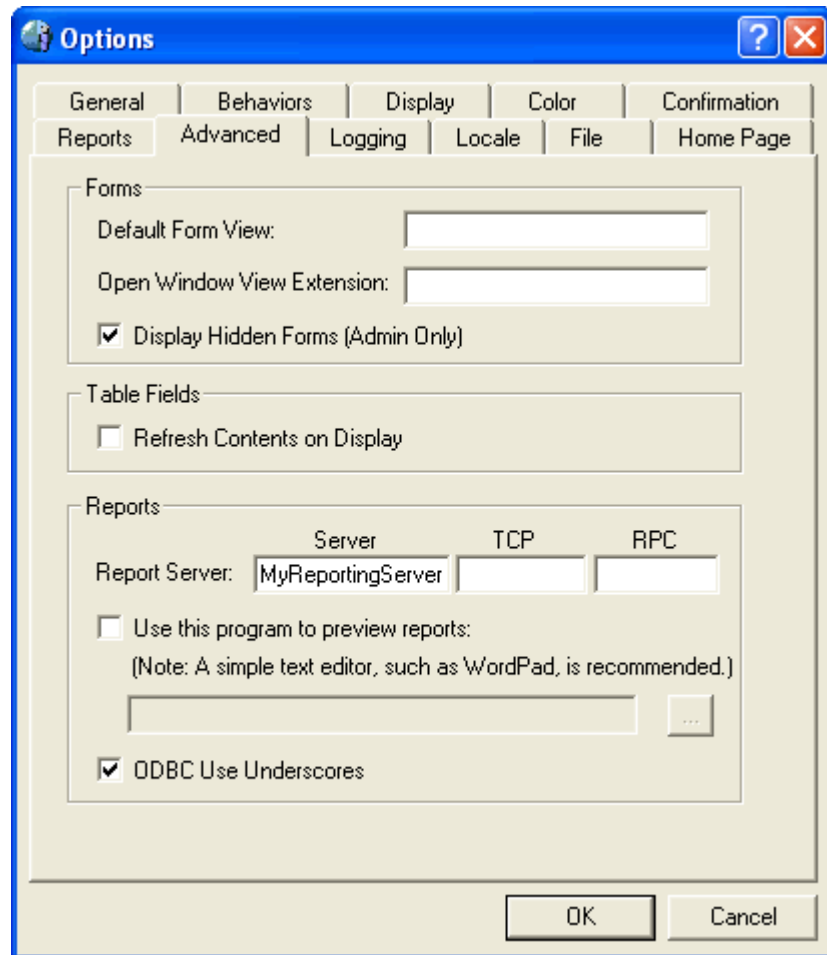 Options
General Behaviors Display Color Confirmation
Reports Advanced Logging Locale File Home Page
Forms
Default Form View:
Open Window View Extension:
Display Hidden Forms (Admin Only)
Table Fields
Refresh Contents on Display
Reports
Server TCP RPC
Report Server: MyReportingServer
Use this program to preview reports:
(Note: A simple text editor, such as WordPad, is recommended.)
...
ODBC Use Underscores
OK Cancel